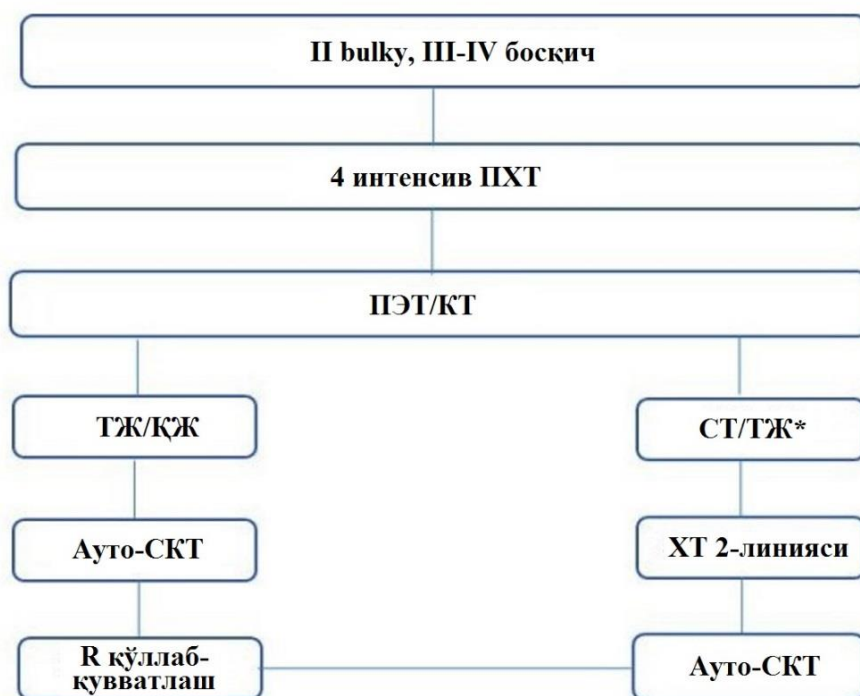 II bulky, III-IV босқич
4 интенсив ПХТ
ПЭТ/КТ
ТЖ/ҚЖ
СТ/ТЖ*
Ауто-СКТ
ХТ 2-линияси
R қўллаб-
қувватлаш
Ауто-СКТ